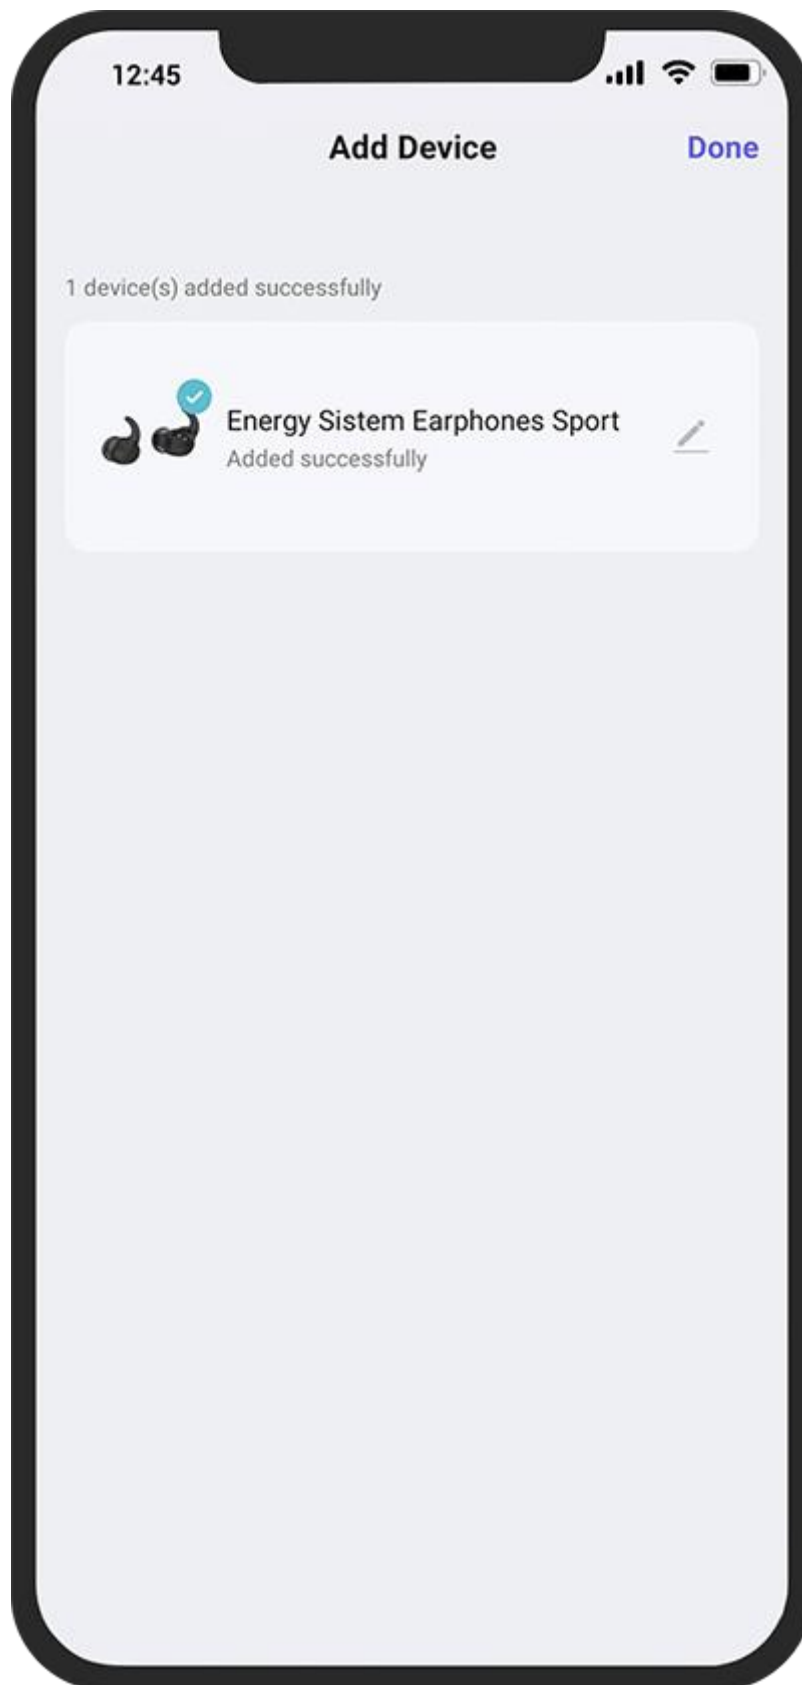 12:45
Add Device
Done
1 device(s) added successfully
Energy Sistem Earphones Sport
Added successfully